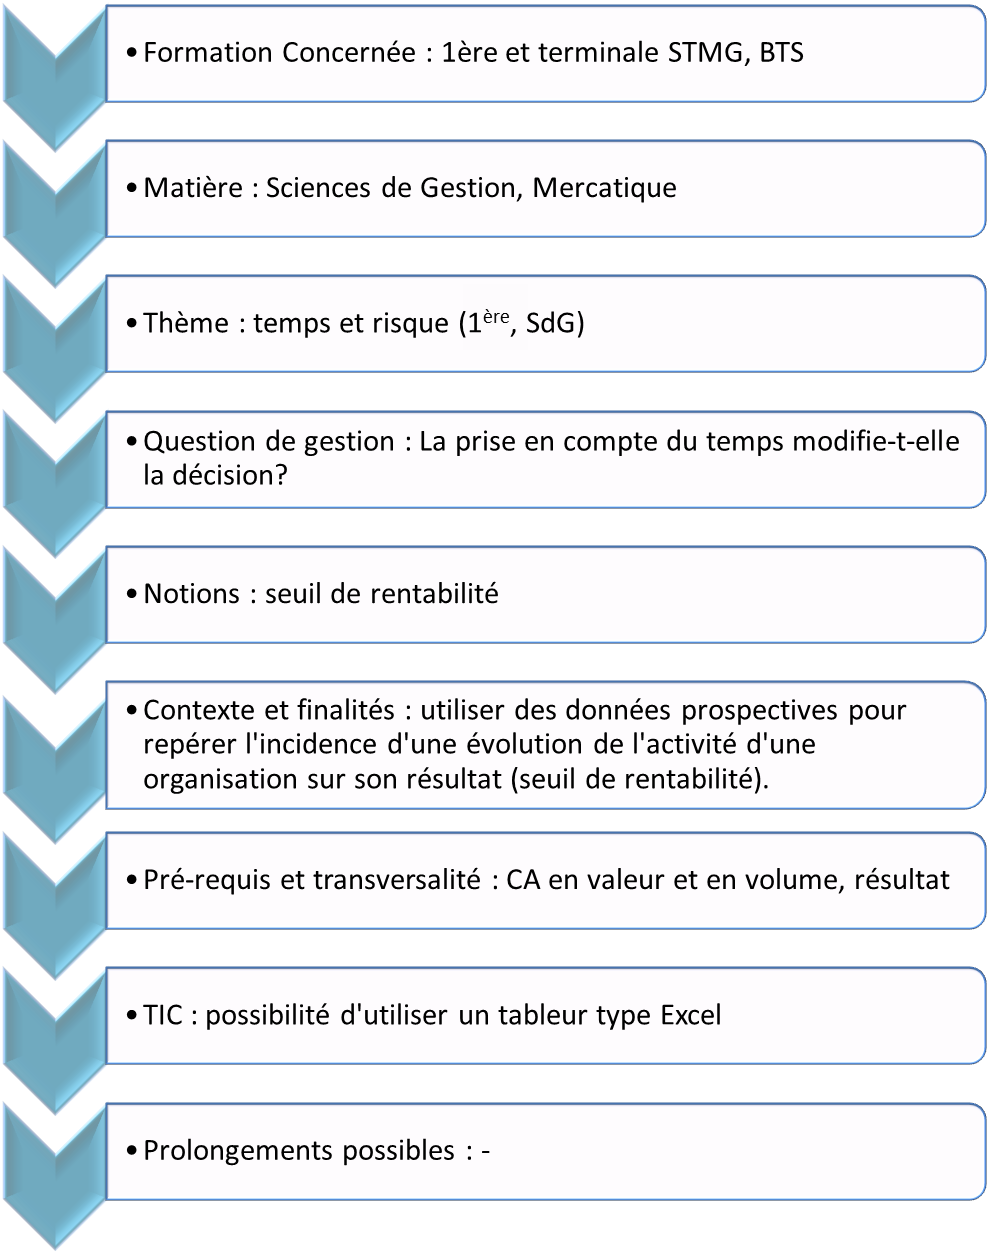 • Formation Concernée : 1ère et terminale STMG, BTS
• Matière : Sciences de Gestion, Mercatique
• Thème : temps et risque (1ère, SdG)
• Question de gestion : La prise en compte du temps modifie-t-elle
la décision?
• Notions : seuil de rentabilité
• Contexte et finalités : utiliser des données prospectives pour
repérer l'incidence d'une évolution de l'activité d'une
organisation sur son résultat (seuil de rentabilité).
• Pré-requis et transversalité : CA en valeur et en volume, résultat
• TIC : possibilité d'utiliser un tableur type Excel
• Prolongements possibles : -